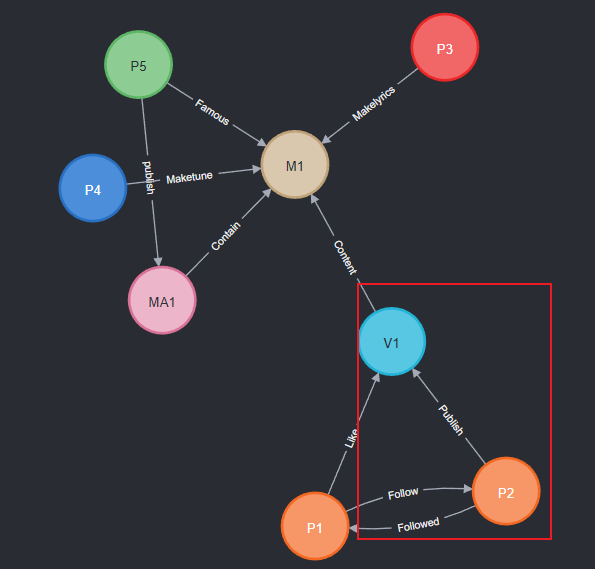 P3
P5
Famous
Makelyrics
M1
publish
Maketune
P4
Contain
Content
MA1
V1
Publish
Like
Follow
P2
Followed
P1